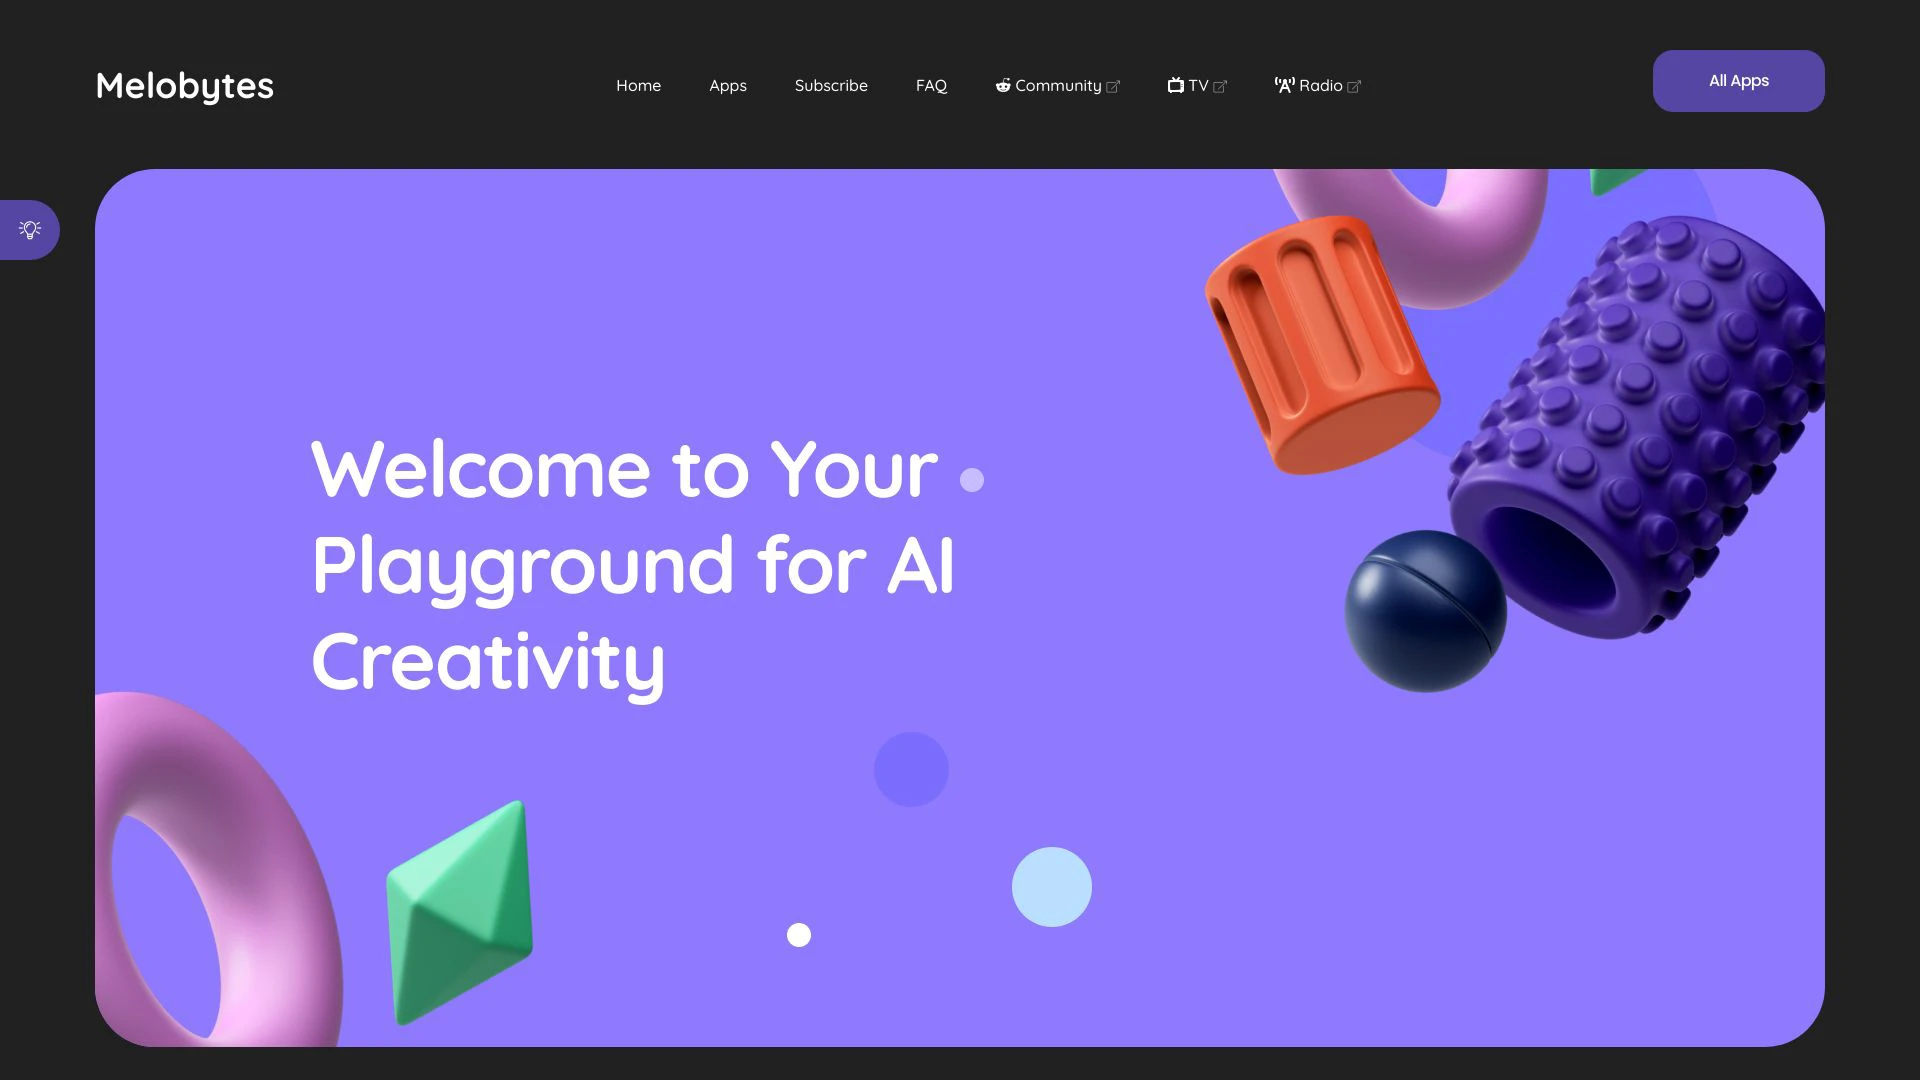 Melobytes
Home
Apps
Subscribe
FAQ
Community
TV
Radio
All Apps
Welcome to Your
Playground for AI
Creativity